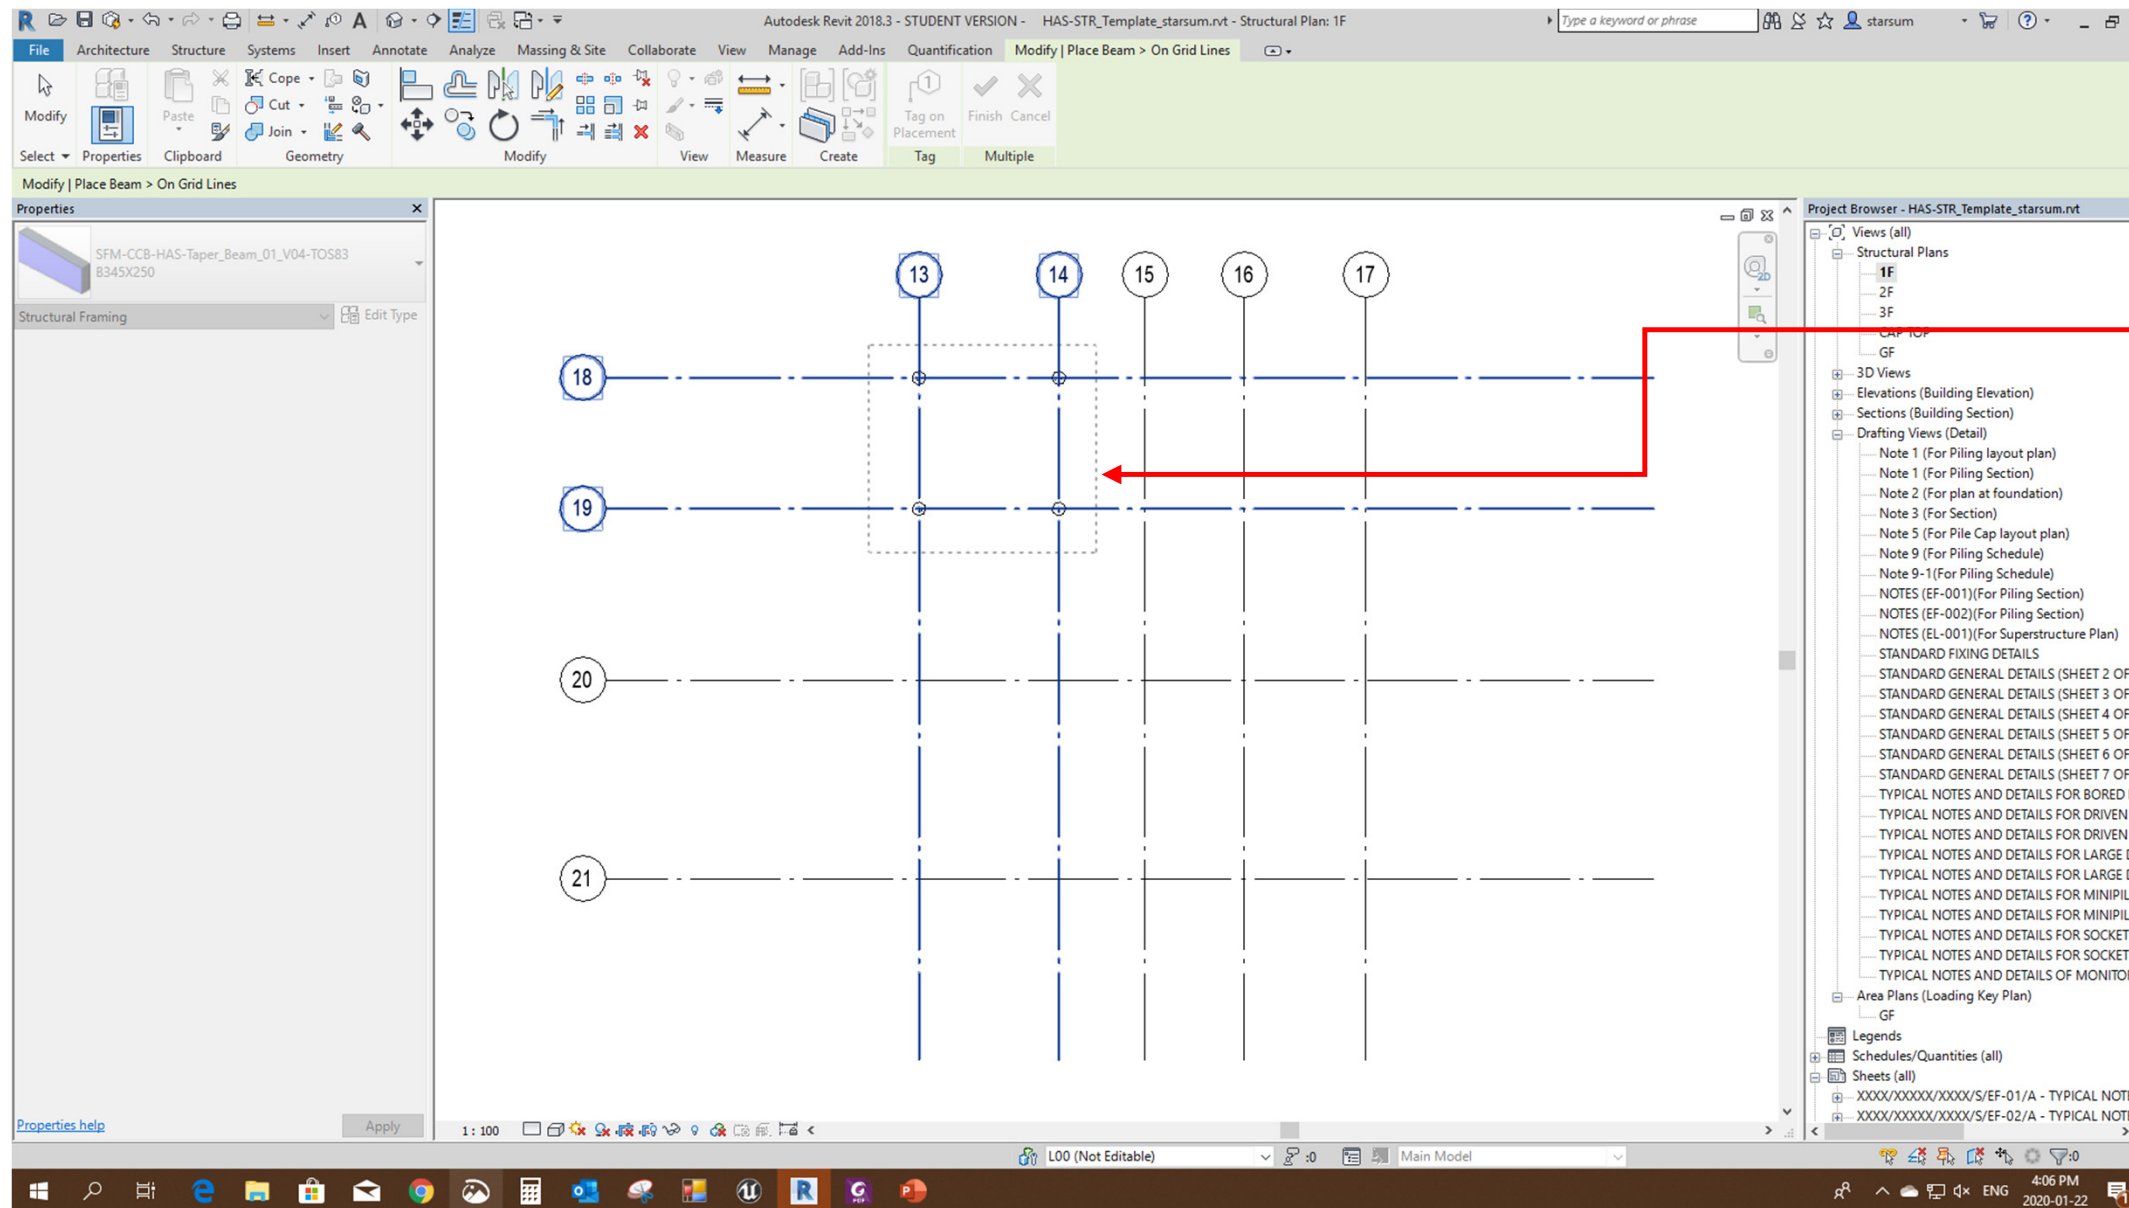 Autodesk Revit 2018.3 - STUDENT VERSION - HAS-STR_Template_starsum.rvt - Structural Plan: 1F
Type a keyword or phrase
starsum
File Architecture Structure Systems Insert Annotate Analyze Massing & Site Collaborate View Manage Add-Ins Quantification Modify | Place Beam > On Grid Lines
Modify
Paste
Cope
Cut
Join
Tag on Placement
Finish Cancel
Select Properties Clipboard Geometry Modify View Measure Create Tag Multiple
Modify | Place Beam > On Grid Lines
Properties
SFM-CCB-HAS-Taper_Beam_01_V04-TOS83
B345X250
Structural Framing
Edit Type
Properties help
Apply
13 14 15 16 17
18
19
20
21
2D
1 : 100
Project Browser - HAS-STR_Template_starsum.rvt
Views (all)
Structural Plans
1F
2F
3F
CAP TOP
GF
3D Views
Elevations (Building Elevation)
Sections (Building Section)
Drafting Views (Detail)
Note 1 (For Piling layout plan)
Note 1 (For Piling Section)
Note 2 (For plan at foundation)
Note 3 (For Section)
Note 5 (For Pile Cap layout plan)
Note 9 (For Piling Schedule)
Note 9-1(For Piling Schedule)
NOTES (EF-001)(For Piling Section)
NOTES (EF-002)(For Piling Section)
NOTES (EL-001)(For Superstructure Plan)
STANDARD FIXING DETAILS
STANDARD GENERAL DETAILS (SHEET 2 OF
STANDARD GENERAL DETAILS (SHEET 3 OF
STANDARD GENERAL DETAILS (SHEET 4 OF
STANDARD GENERAL DETAILS (SHEET 5 OF
STANDARD GENERAL DETAILS (SHEET 6 OF
STANDARD GENERAL DETAILS (SHEET 7 OF
TYPICAL NOTES AND DETAILS FOR BORED
TYPICAL NOTES AND DETAILS FOR DRIVEN
TYPICAL NOTES AND DETAILS FOR DRIVEN
TYPICAL NOTES AND DETAILS FOR LARGE
TYPICAL NOTES AND DETAILS FOR LARGE
TYPICAL NOTES AND DETAILS FOR MINIPIL
TYPICAL NOTES AND DETAILS FOR MINIPIL
TYPICAL NOTES AND DETAILS FOR SOCKET
TYPICAL NOTES AND DETAILS FOR SOCKET
TYPICAL NOTES AND DETAILS OF MONITO
Area Plans (Loading Key Plan)
GF
Legends
Schedules/Quantities (all)
Sheets (all)
XXXX/XXXXX/XXXX/S/EF-01/A - TYPICAL NOT
XXXX/XXXXX/XXXX/S/EF-02/A - TYPICAL NOT
L00 (Not Editable)
:0
Main Model
:0
ENG
4:06 PM
2020-01-22